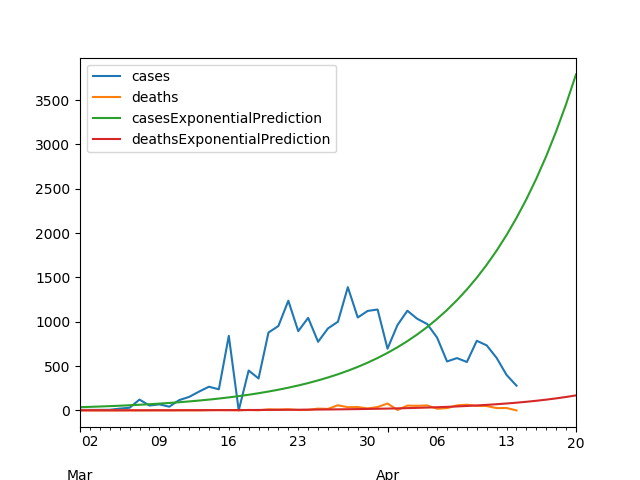 cases
deaths
casesExponentialPrediction
deathsExponentialPrediction
3500
3000
2500
2000
1500
1000
500
0
02 09 16 23 30 06 13 20
Mar Apr